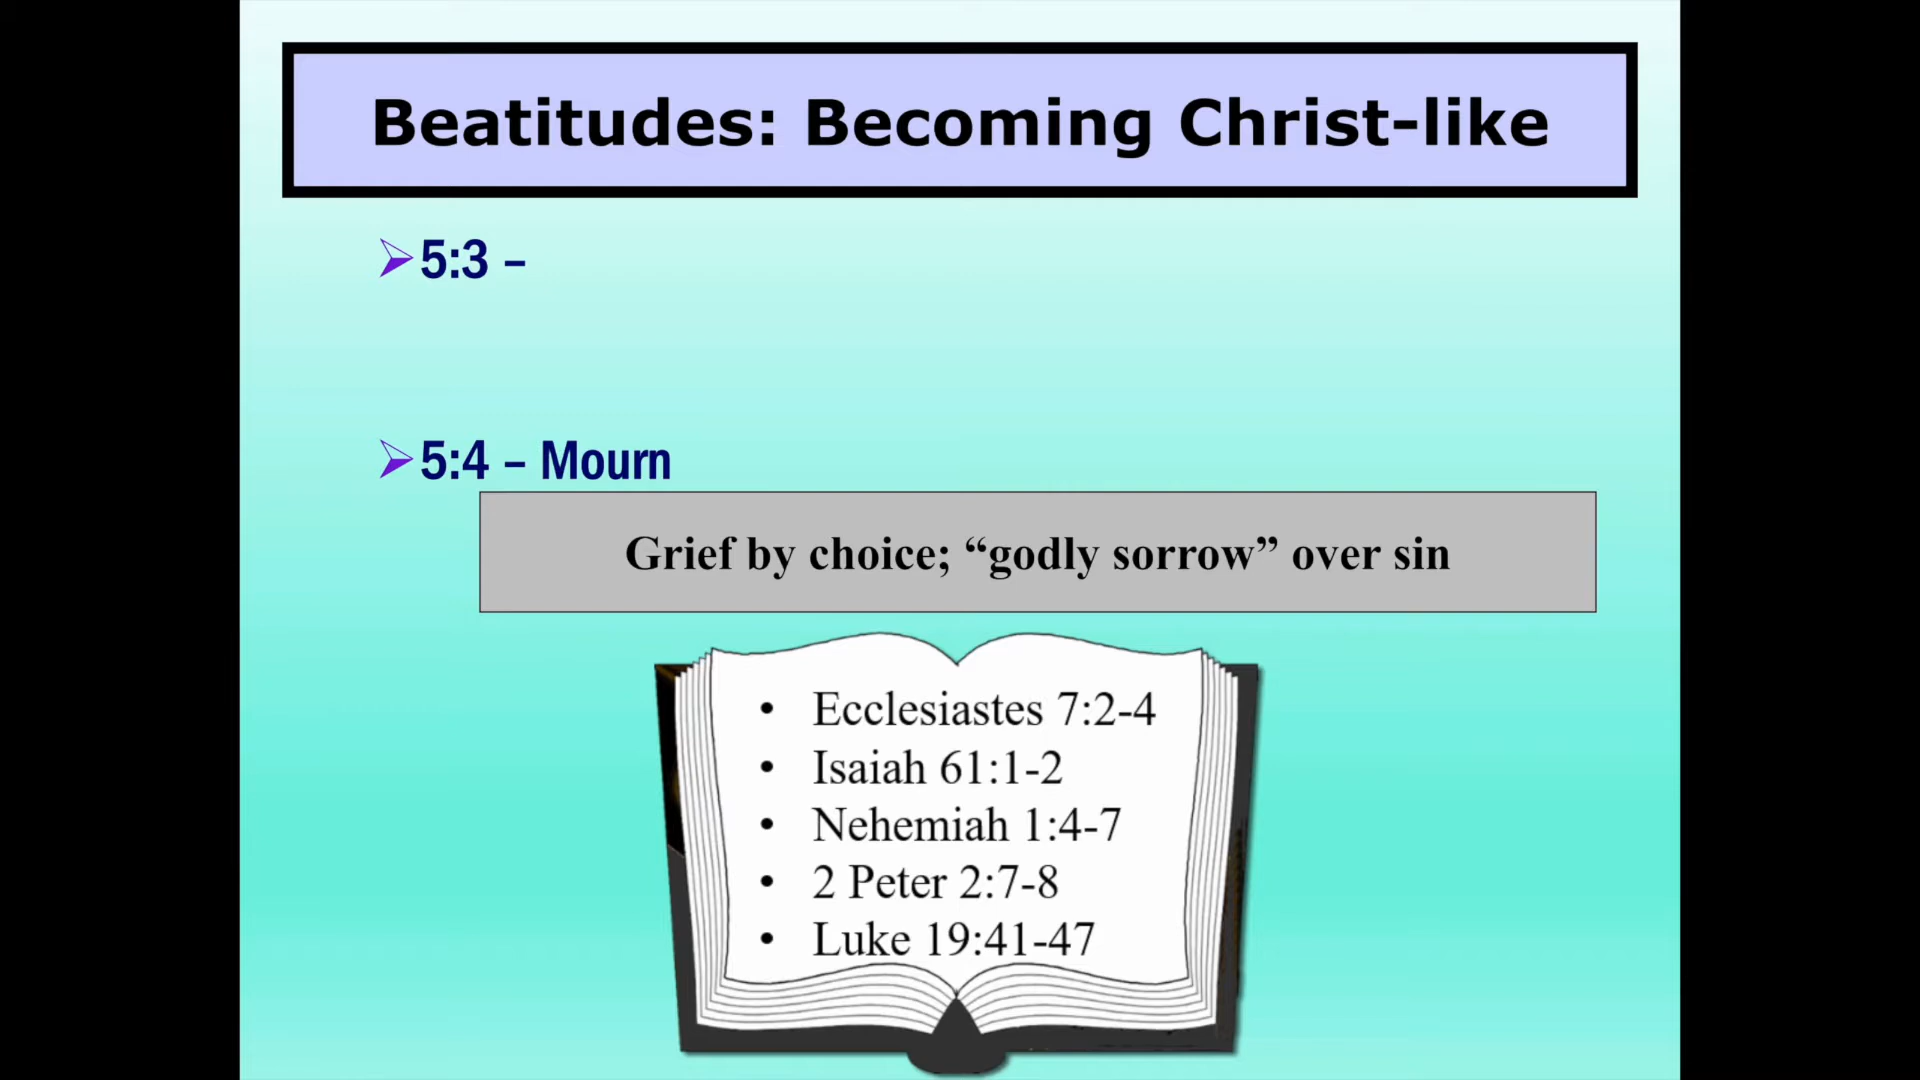 Beatitudes: Becoming Christ-like
5:3 –
5:4 – Mourn
Grief by choice; “godly sorrow” over sin
• Ecclesiastes 7:2-4
• Isaiah 61:1-2
• Nehemiah 1:4-7
• 2 Peter 2:7-8
• Luke 19:41-47